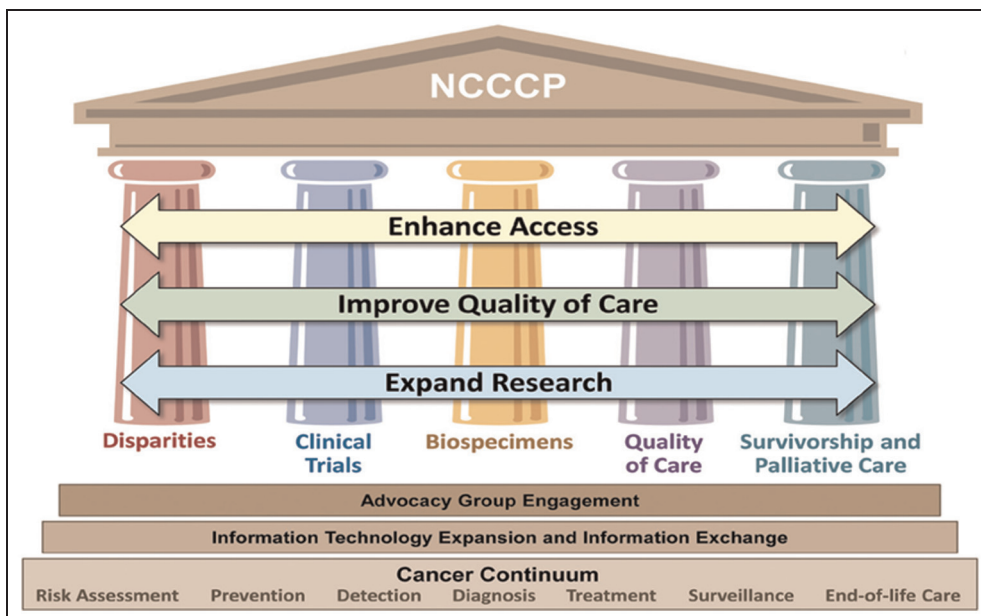 NCCCP
Enhance Access
Improve Quality of Care
Expand Research
Disparities
Clinical
Trials
Biospecimens
Quality
of Care
Survivorship and
Palliative Care
Advocacy Group Engagement
Information Technology Expansion and Information Exchange
Cancer Continuum
Risk Assessment Prevention Detection Diagnosis Treatment Surveillance End-of-life Care